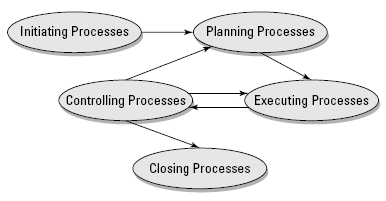 Initiating Processes
Planning Processes
Controlling Processes
Executing Processes
Closing Processes